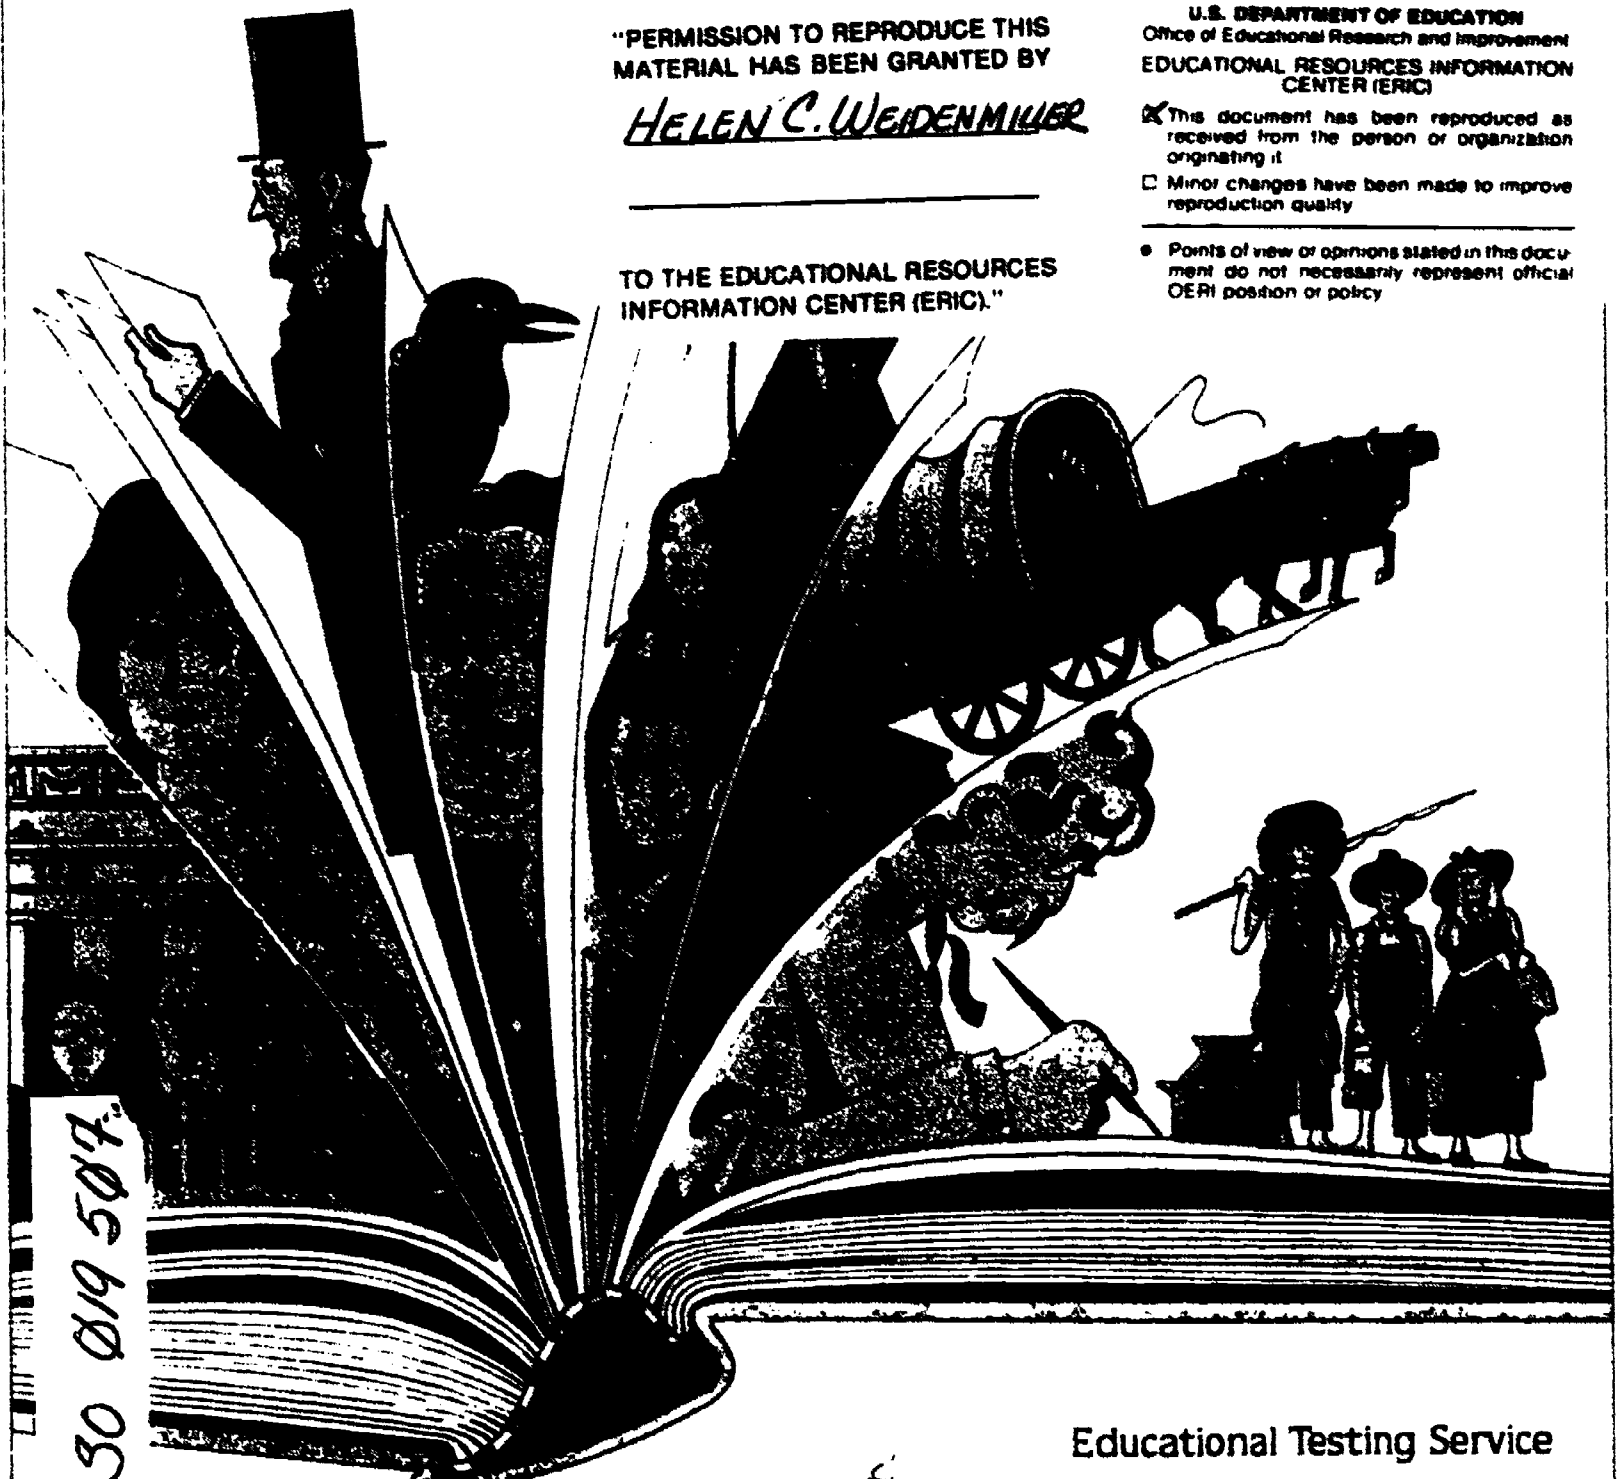 "PERMISSION TO REPRODUCE THIS
MATERIAL HAS BEEN GRANTED BY
HELEN C. WEIDENMILLER
TO THE EDUCATIONAL RESOURCES
INFORMATION CENTER (ERIC)."
U.S. DEPARTMENT OF EDUCATION
Office of Educational Research and Improvement
EDUCATIONAL RESOURCES INFORMATION
CENTER (ERIC)
This document has been reproduced as
received from the person or organization
originating it
Minor changes have been made to improve
reproduction quality
• Points of view or opinions stated in this docu-
ment do not necessarily represent official
OERI position or policy
30 019 507
Educational Testing Service